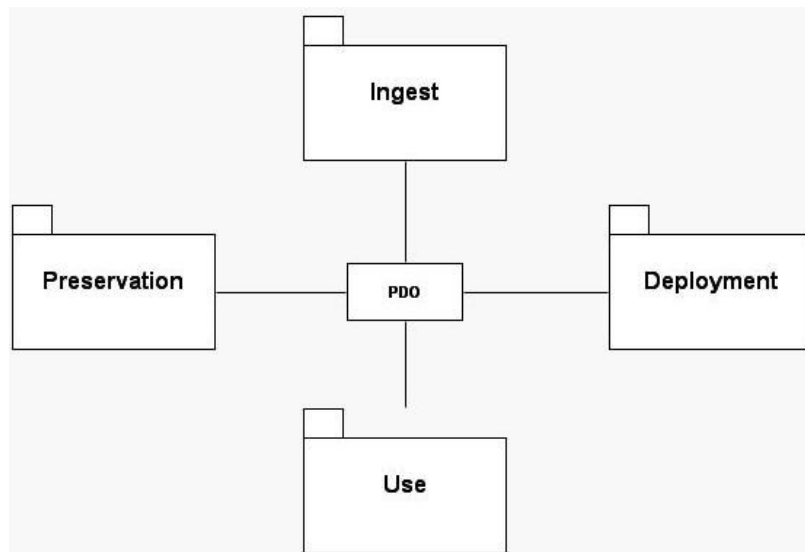 Ingest
Preservation
PDO
Deployment
Use